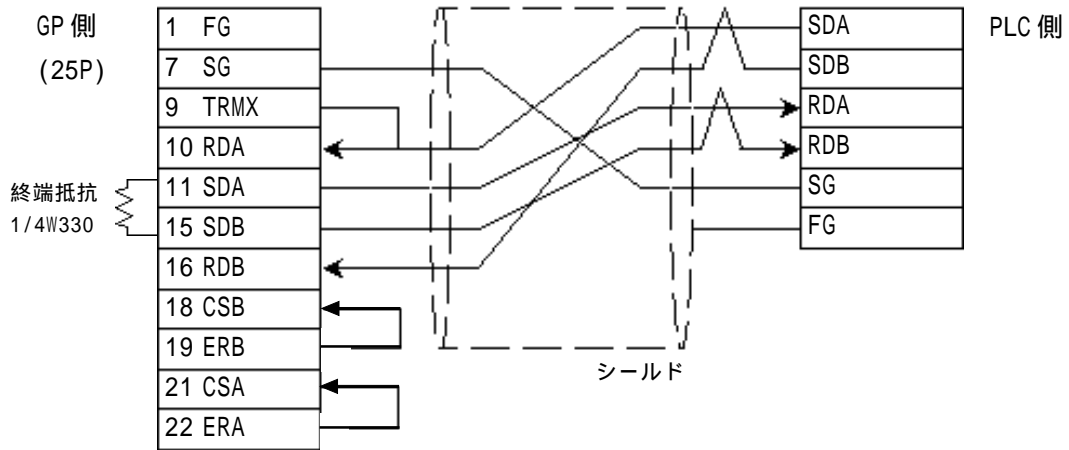 GP側
(25P)
1 FG
7 SG
9 TRMX
10 RDA
11 SDA
15 SDB
16 RDB
18 CSB
19 ERB
21 CSA
22 ERA
終端抵抗
1/4W330
シールド
SDA
SDB
RDA
RDB
SG
FG
PLC側